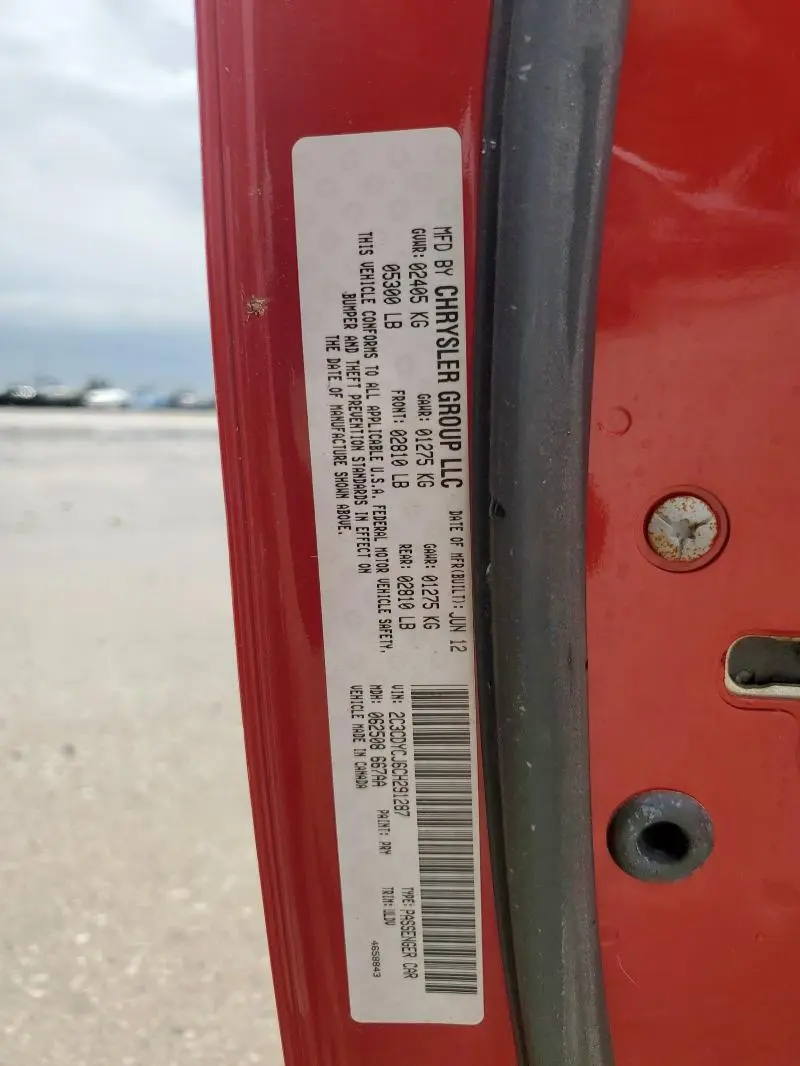 MFD BY CHRYSLER GROUP LLC DATE OF MFR(BUILT): JUN 12
GVWR: 02405 KG GAWR: 01275 KG GAWR: 01275 KG
05300 LB FRONT: 02810 LB REAR: 02810 LB
THIS VEHICLE CONFORMS TO ALL APPLICABLE U.S.A. FEDERAL MOTOR VEHICLE SAFETY,
BUMPER AND THEFT PREVENTION STANDARDS IN EFFECT ON
THE DATE OF MANUFACTURE SHOWN ABOVE.
VIN: 2C3CDYCJ6CH291287 TYPE: PASSENGER CAR
MDH: 062508 667AA PAINT: PRY TRIM: ULDV
VEHICLE MADE IN CANADA 4658843